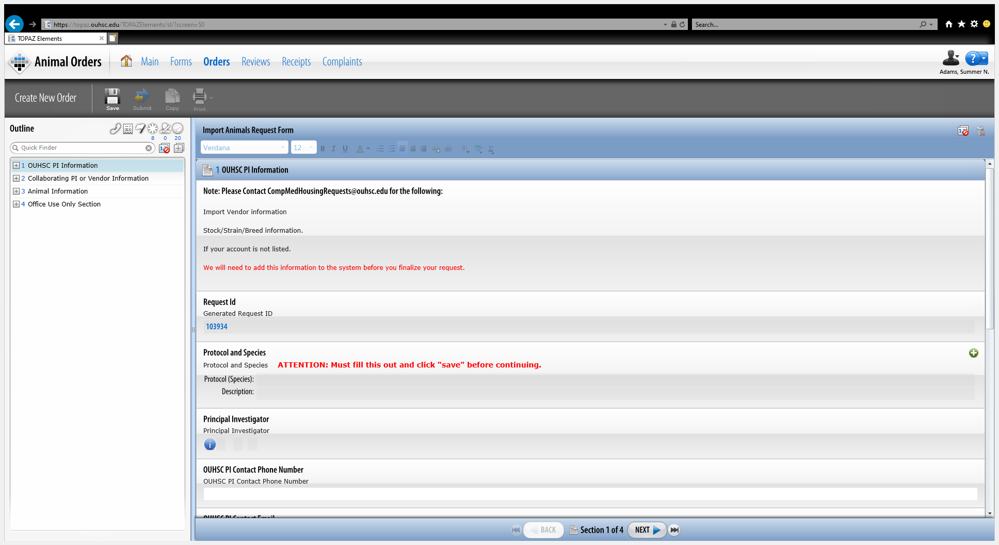 https://topaz.ouhsc.edu/TOPAZElements/sl/?screen=50
Search...
TOPAZ Elements
Animal Orders
Main
Forms
Orders
Reviews
Receipts
Complaints
Adams, Summer N.
Create New Order
Save
Submit
Copy
Print
Outline
8
0
20
Quick Finder
1 OUHSC PI Information
2 Collaborating PI or Vendor Information
3 Animal Information
4 Office Use Only Section
Import Animals Request Form
Verdana
12
B I U A
1 OUHSC PI Information
Note: Please Contact CompMedHousingRequests@ouhsc.edu for the following:
Import Vendor information
Stock/Strain/Breed information.
If your account is not listed.
We will need to add this information to the system before you finalize your request.
Request Id
Generated Request ID
103934
Protocol and Species
Protocol and Species ATTENTION: Must fill this out and click "save" before continuing.
Protocol (Species):
Description:
Principal Investigator
Principal Investigator
OUHSC PI Contact Phone Number
OUHSC PI Contact Phone Number
OUHSC PI Contact Email
BACK
Section 1 of 4
NEXT